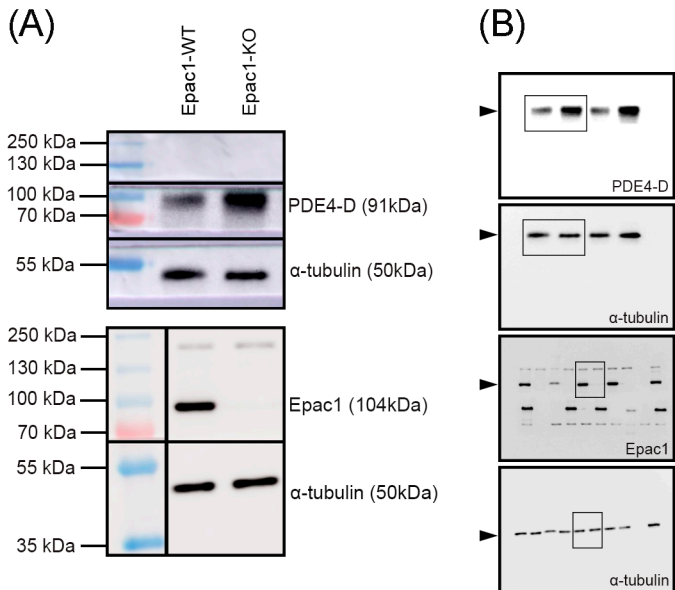 (A)
Epac1-WT
Epac1-KO
250 kDa
130 kDa
100 kDa
70 kDa
PDE4-D (91kDa)
55 kDa
α-tubulin (50kDa)
250 kDa
130 kDa
100 kDa
Epac1 (104kDa)
70 kDa
55 kDa
α-tubulin (50kDa)
35 kDa
(B)
PDE4-D
α-tubulin
Epac1
α-tubulin